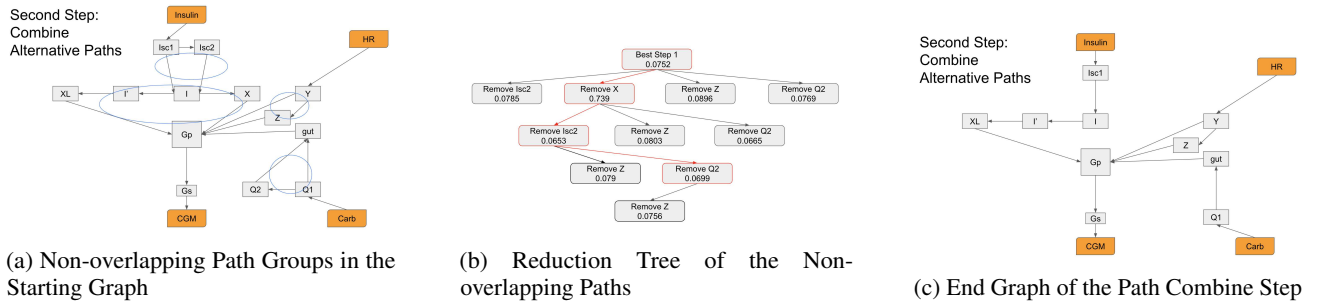 Second Step:
Combine
Alternative Paths
Insulin
Isc1
Isc2
HR
XL
I'
I
X
Y
Z
Gp
gut
Gs
Q2
Q1
CGM
Carb
(a) Non-overlapping Path Groups in the
Starting Graph
Best Step 1
0.0752
Remove Isc2
0.0785
Remove X
0.739
Remove Z
0.0896
Remove Q2
0.0769
Remove Isc2
0.0653
Remove Z
0.0803
Remove Q2
0.0665
Remove Z
0.079
Remove Q2
0.0699
Remove Z
0.0756
(b) Reduction Tree of the Non-
overlapping Paths
Second Step:
Combine
Alternative Paths
Insulin
Isc1
HR
XL
I'
I
Y
Z
Gp
gut
Gs
Q1
CGM
Carb
(c) End Graph of the Path Combine Step